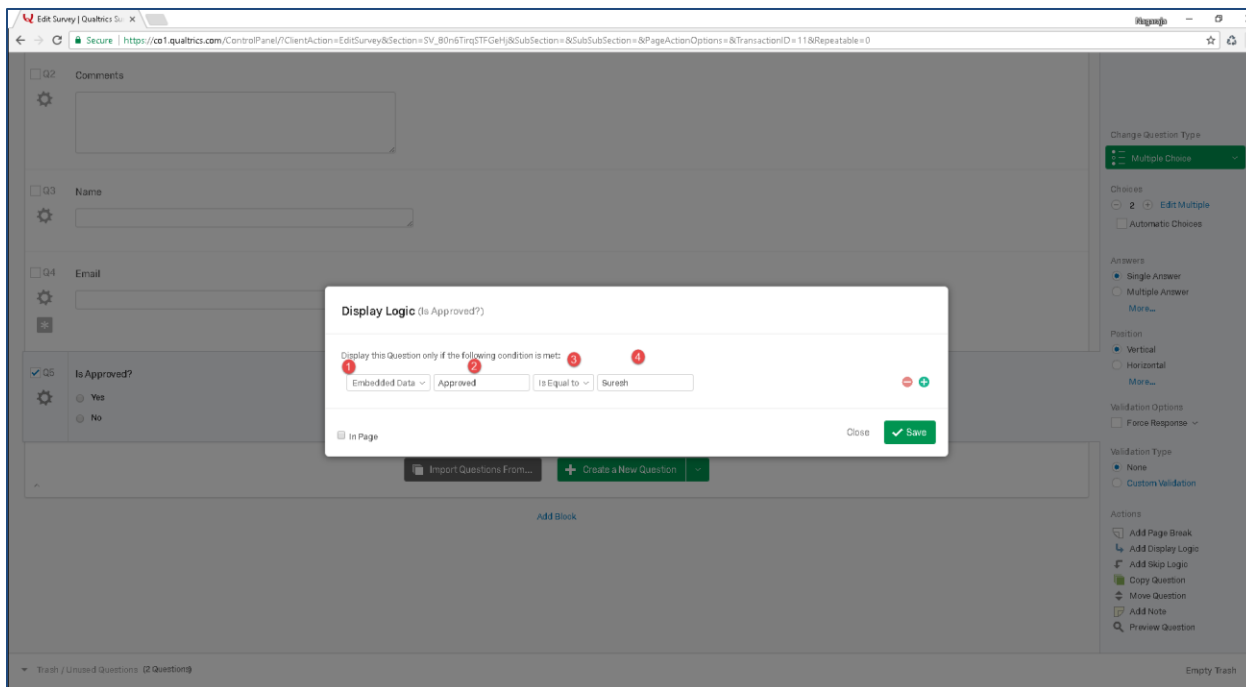 Edit Survey | Qualtrics Su
Secure | https://co1.qualtrics.com/ControlPanel/?ClientAction=EditSurvey&Section=SV_80n6TirqSTFGeHj&SubSection=&SubSubSection=&PageActionOptions=&TransactionID=11&Repeatable=0
Q2 Comments
Q3 Name
Q4 Email
Q5 Is Approved?
Yes
No
Display Logic (Is Approved?)
Display this Question only if the following condition is met:
1 2 3 4
Embedded Data Approved Is Equal to Suresh
In Page
Close Save
Import Questions From... Create a New Question
Add Block
Change Question Type
Multiple Choice
Choices
2 Edit Multiple
Automatic Choices
Answers
Single Answer
Multiple Answer
More...
Position
Vertical
Horizontal
More...
Validation Options
Force Response
Validation Type
None
Custom Validation
Actions
Add Page Break
Add Display Logic
Add Skip Logic
Copy Question
Move Question
Add Note
Preview Question
Trash / Unused Questions (2 Questions)
Empty Trash